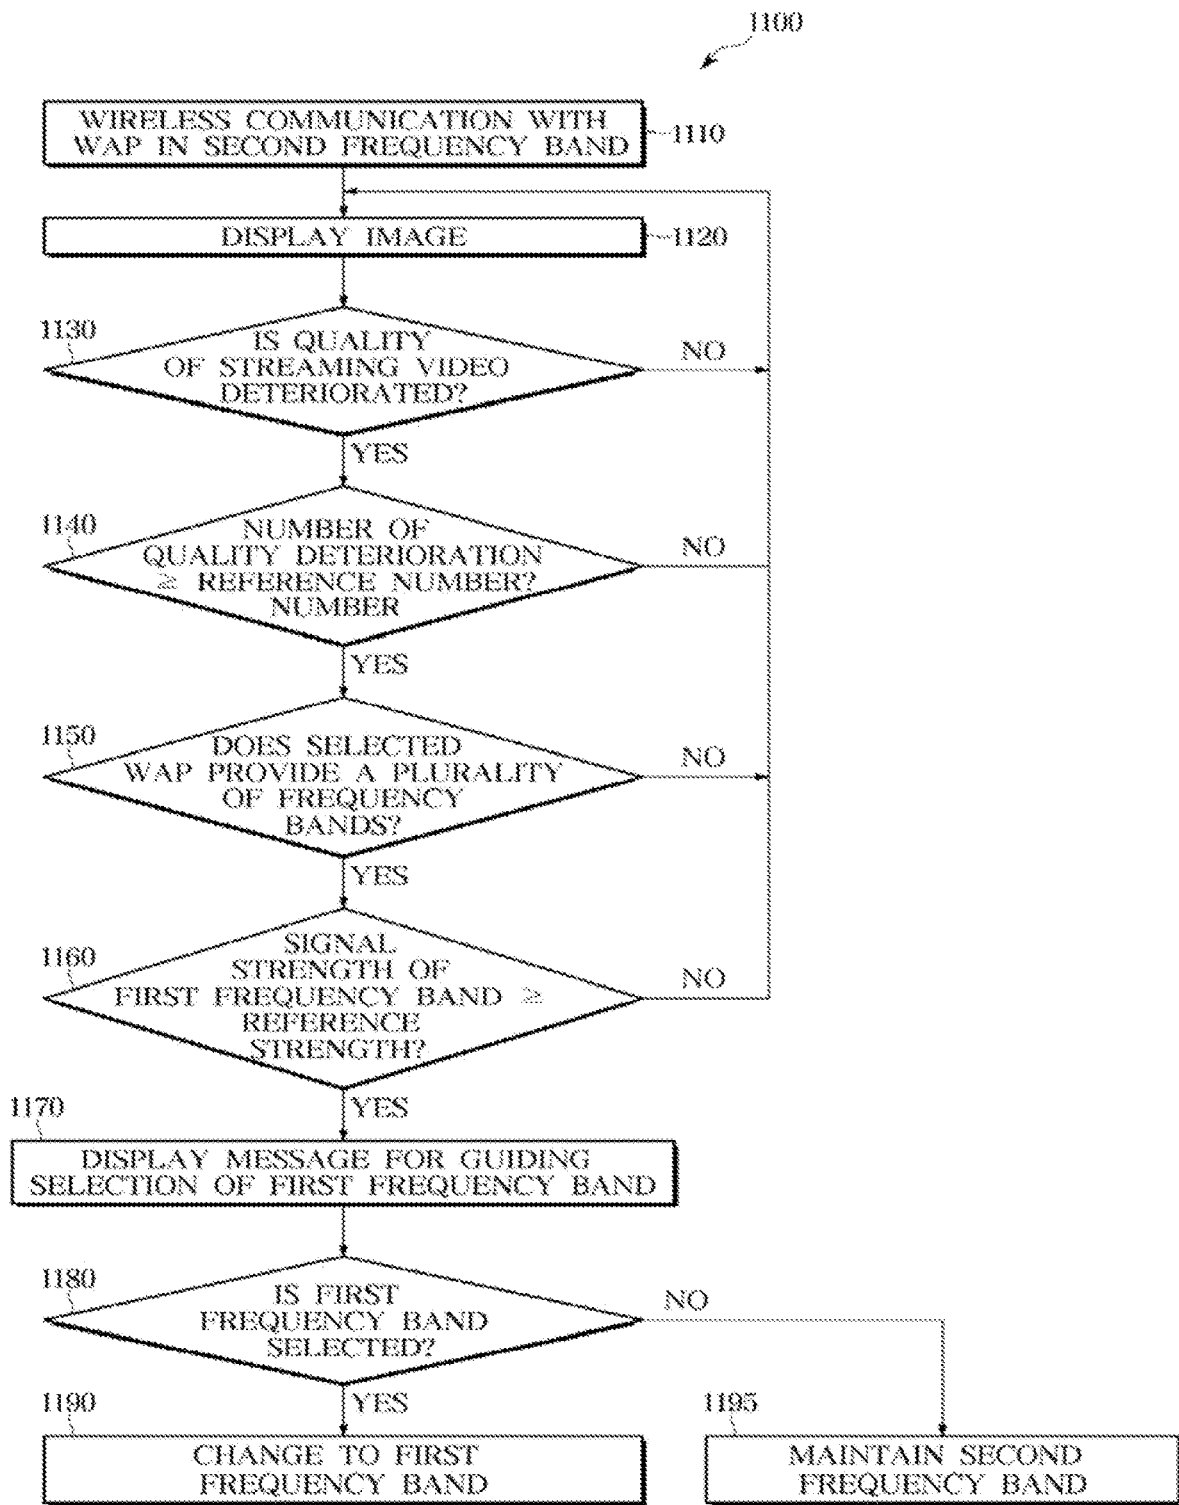 1100
WIRELESS COMMUNICATION WITH
WAP IN SECOND FREQUENCY BAND
1110
DISPLAY IMAGE
1120
1130
IS QUALITY
OF STREAMING VIDEO
DETERIORATED?
NO
YES
1140
NUMBER OF
QUALITY DETERIORATION
≥ REFERENCE NUMBER?
NUMBER
NO
YES
1150
DOES SELECTED
WAP PROVIDE A PLURALITY
OF FREQUENCY
BANDS?
NO
YES
1160
SIGNAL
STRENGTH OF
FIRST FREQUENCY BAND ≥
REFERENCE
STRENGTH?
NO
YES
1170
DISPLAY MESSAGE FOR GUIDING
SELECTION OF FIRST FREQUENCY BAND
1180
IS FIRST
FREQUENCY BAND
SELECTED?
NO
YES
1190
CHANGE TO FIRST
FREQUENCY BAND
1195
MAINTAIN SECOND
FREQUENCY BAND